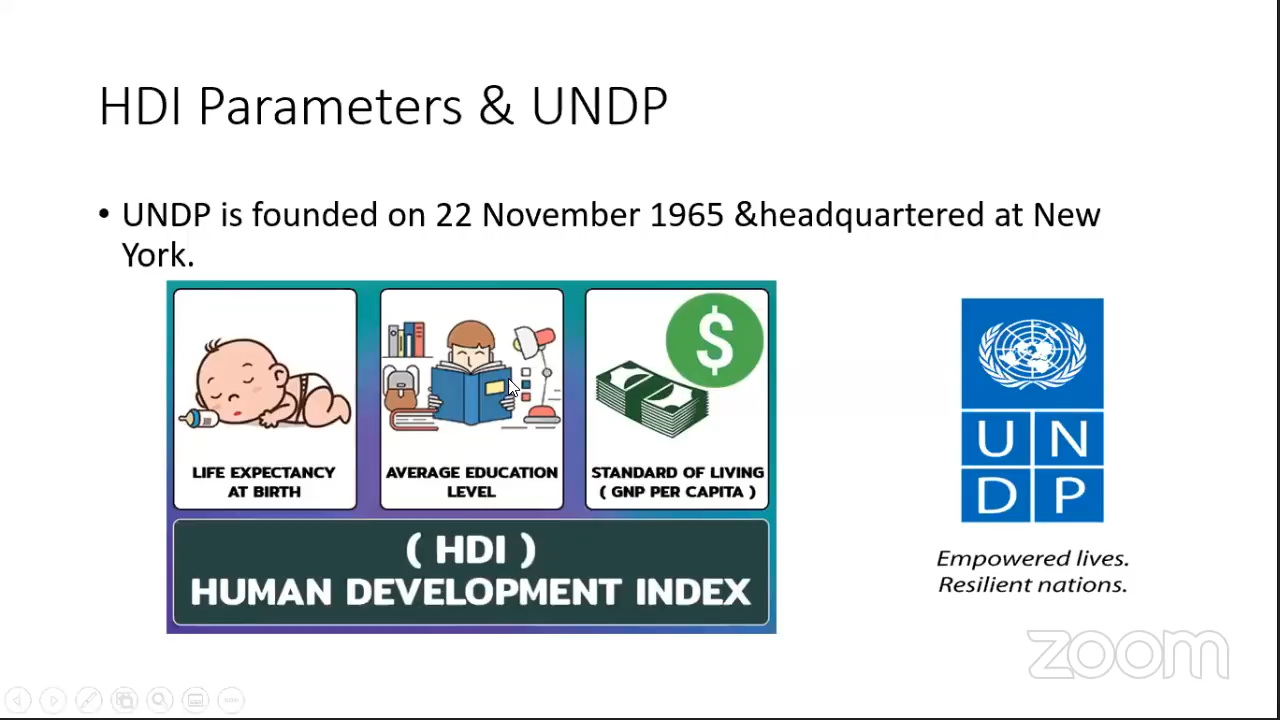 HDI Parameters & UNDP
• UNDP is founded on 22 November 1965 &headquartered at New
York.
LIFE EXPECTANCY
AT BIRTH
AVERAGE EDUCATION
LEVEL
$
STANDARD OF LIVING
( GNP PER CAPITA )
( HDI )
HUMAN DEVELOPMENT INDEX
U N
D P
Empowered lives.
Resilient nations.
zoom